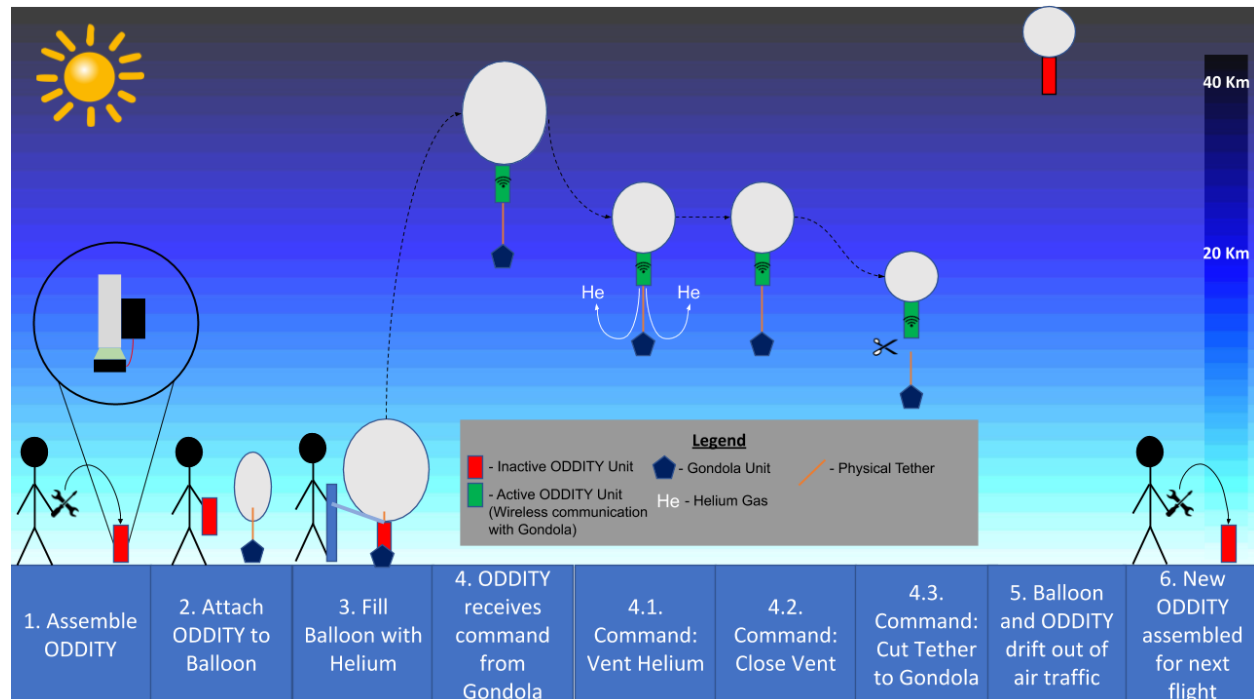 40 Km
20 Km
He
He
Legend
- Inactive ODDITY Unit
- Gondola Unit
- Physical Tether
- Active ODDITY Unit
(Wireless communication
with Gondola)
He - Helium Gas
1. Assemble
ODDITY
2. Attach
ODDITY to
Balloon
3. Fill
Balloon with
Helium
4. ODDITY
receives
command
from
Gondola
4.1.
Command:
Vent Helium
4.2.
Command:
Close Vent
4.3.
Command:
Cut Tether
to Gondola
5. Balloon
and ODDITY
drift out of
air traffic
6. New
ODDITY
assembled
for next
flight